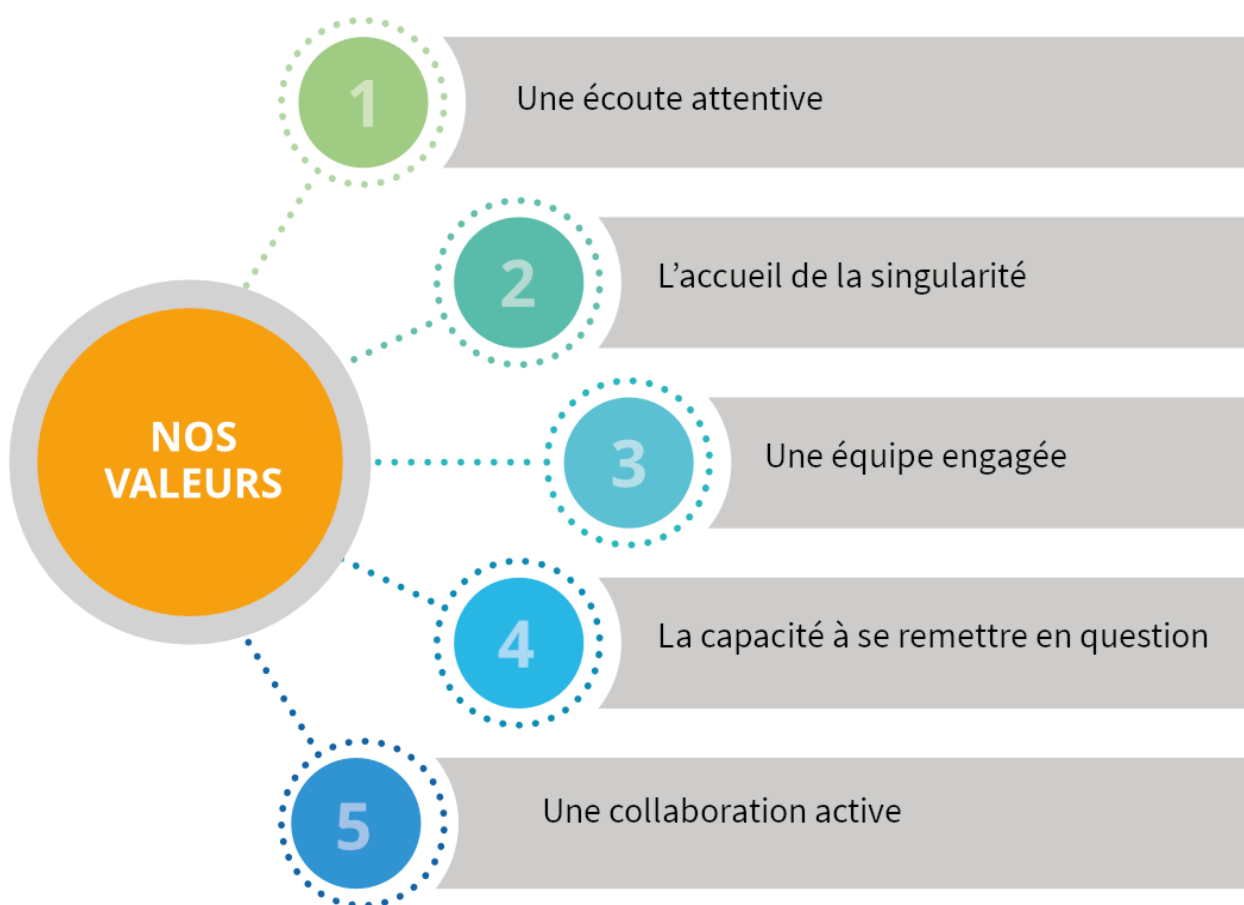 1
Une écoute attentive
2
L’accueil de la singularité
NOS
VALEURS
3
Une équipe engagée
4
La capacité à se remettre en question
5
Une collaboration active